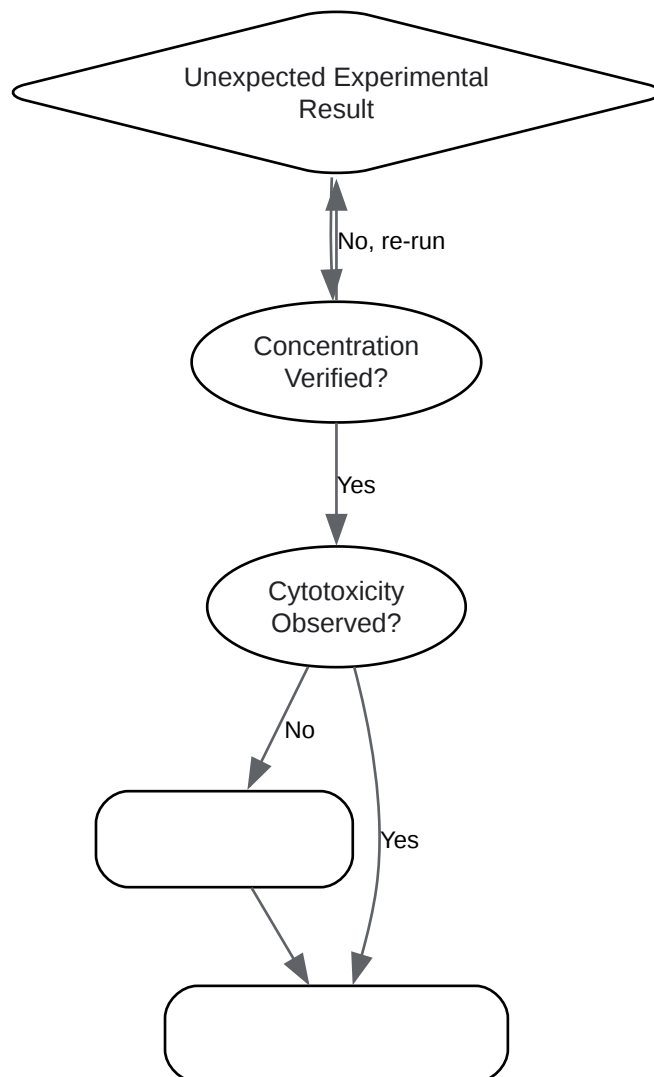 Unexpected Experimental
Result
No, re-run
Concentration
Verified?
Yes
Cytotoxicity
Observed?
No
Yes